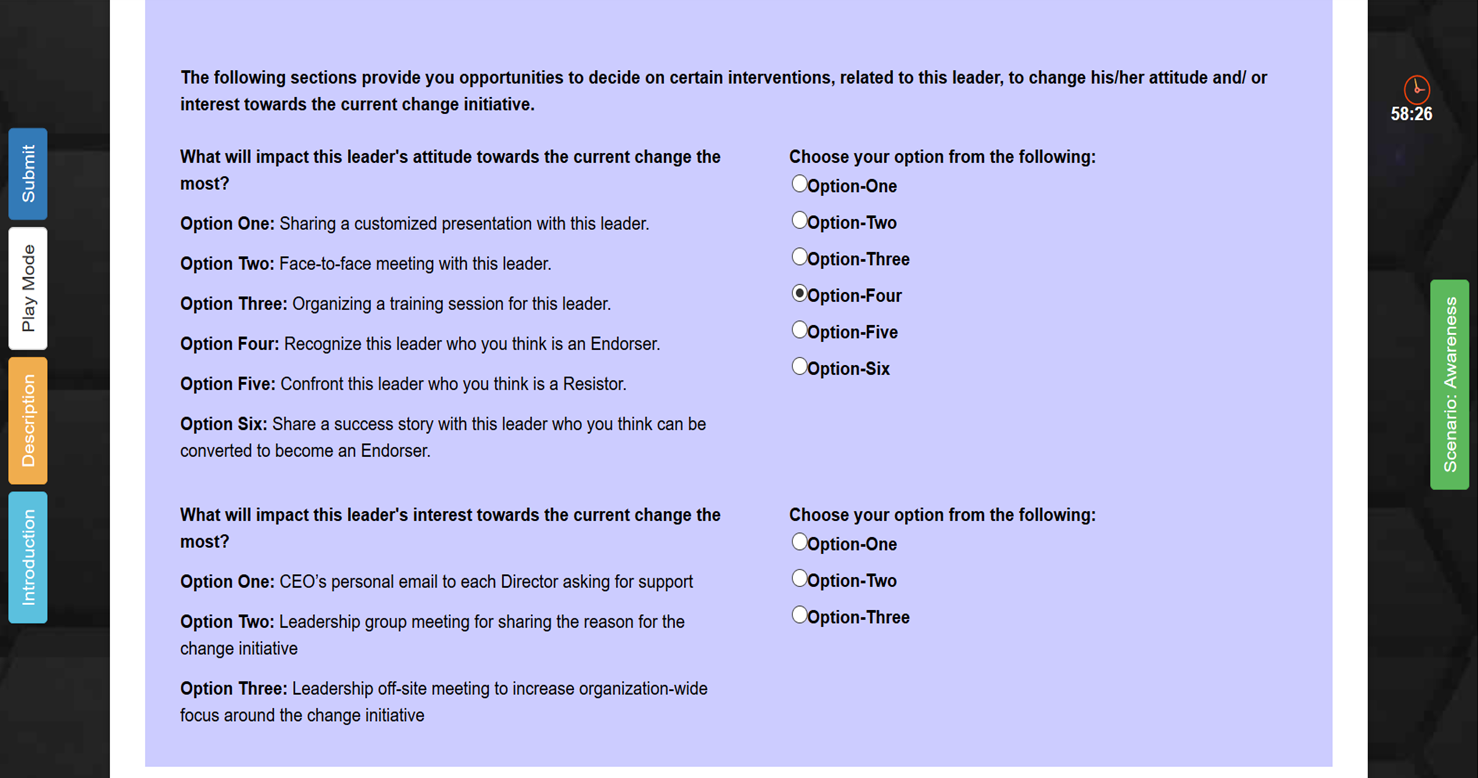 The following sections provide you opportunities to decide on certain interventions, related to this leader, to change his/her attitude and/ or
interest towards the current change initiative.
58:26
Submit
Play Mode
Description
Introduction
Scenario: Awareness
What will impact this leader's attitude towards the current change the
most?
Option One: Sharing a customized presentation with this leader.
Option Two: Face-to-face meeting with this leader.
Option Three: Organizing a training session for this leader.
Option Four: Recognize this leader who you think is an Endorser.
Option Five: Confront this leader who you think is a Resistor.
Option Six: Share a success story with this leader who you think can be
converted to become an Endorser.
Choose your option from the following:
Option-One
Option-Two
Option-Three
Option-Four
Option-Five
Option-Six
What will impact this leader's interest towards the current change the
most?
Option One: CEO’s personal email to each Director asking for support
Option Two: Leadership group meeting for sharing the reason for the
change initiative
Option Three: Leadership off-site meeting to increase organization-wide
focus around the change initiative
Choose your option from the following:
Option-One
Option-Two
Option-Three